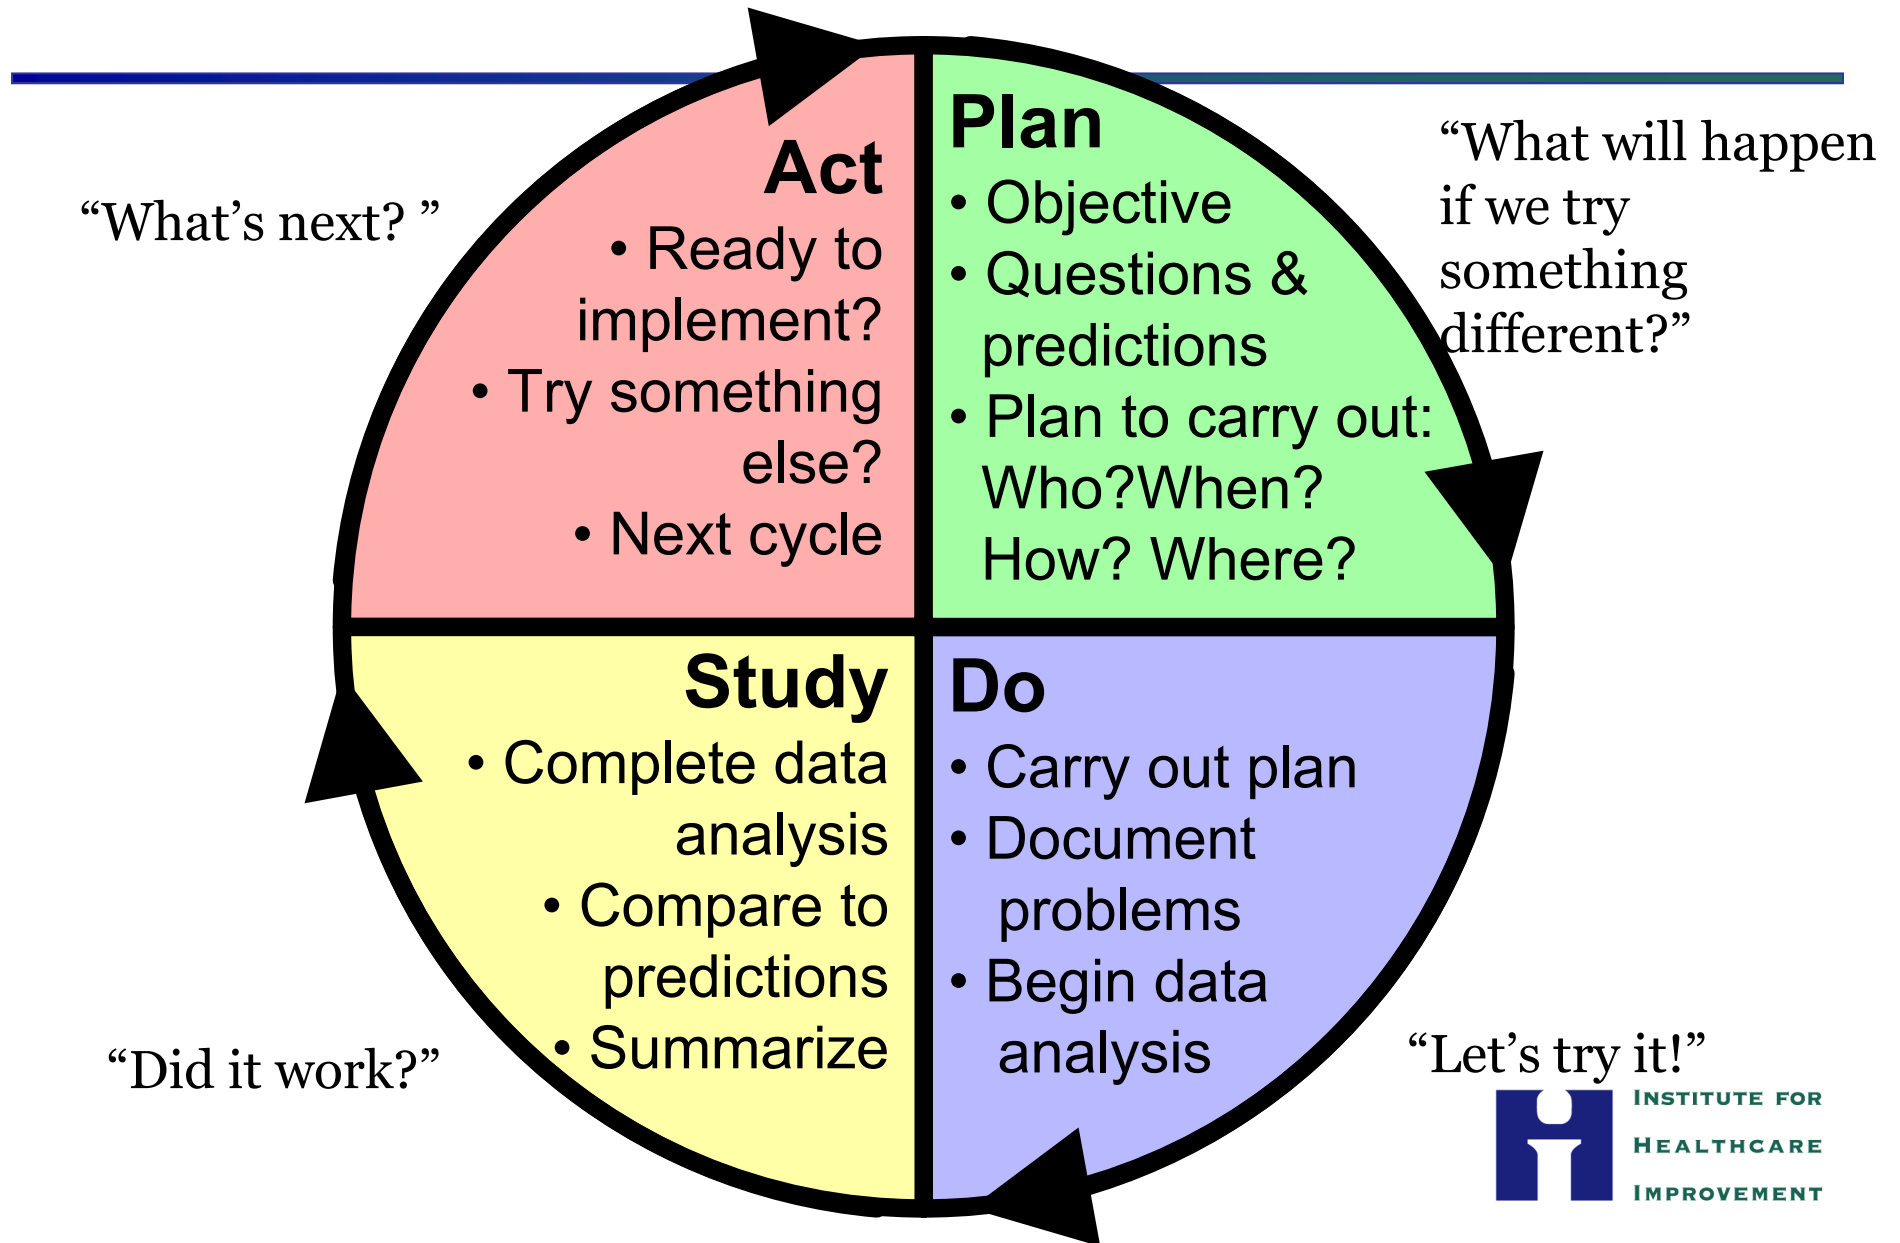 Act
• Ready to
implement?
• Try something
else?
• Next cycle
Plan
• Objective
• Questions &
predictions
• Plan to carry out:
Who?When?
How? Where?
Study
• Complete data
analysis
• Compare to
predictions
• Summarize
Do
• Carry out plan
• Document
problems
• Begin data
analysis
“What’s next? ”
“What will happen
if we try
something
different?”
“Did it work?”
“Let’s try it!”
INSTITUTE FOR
HEALTHCARE
IMPROVEMENT